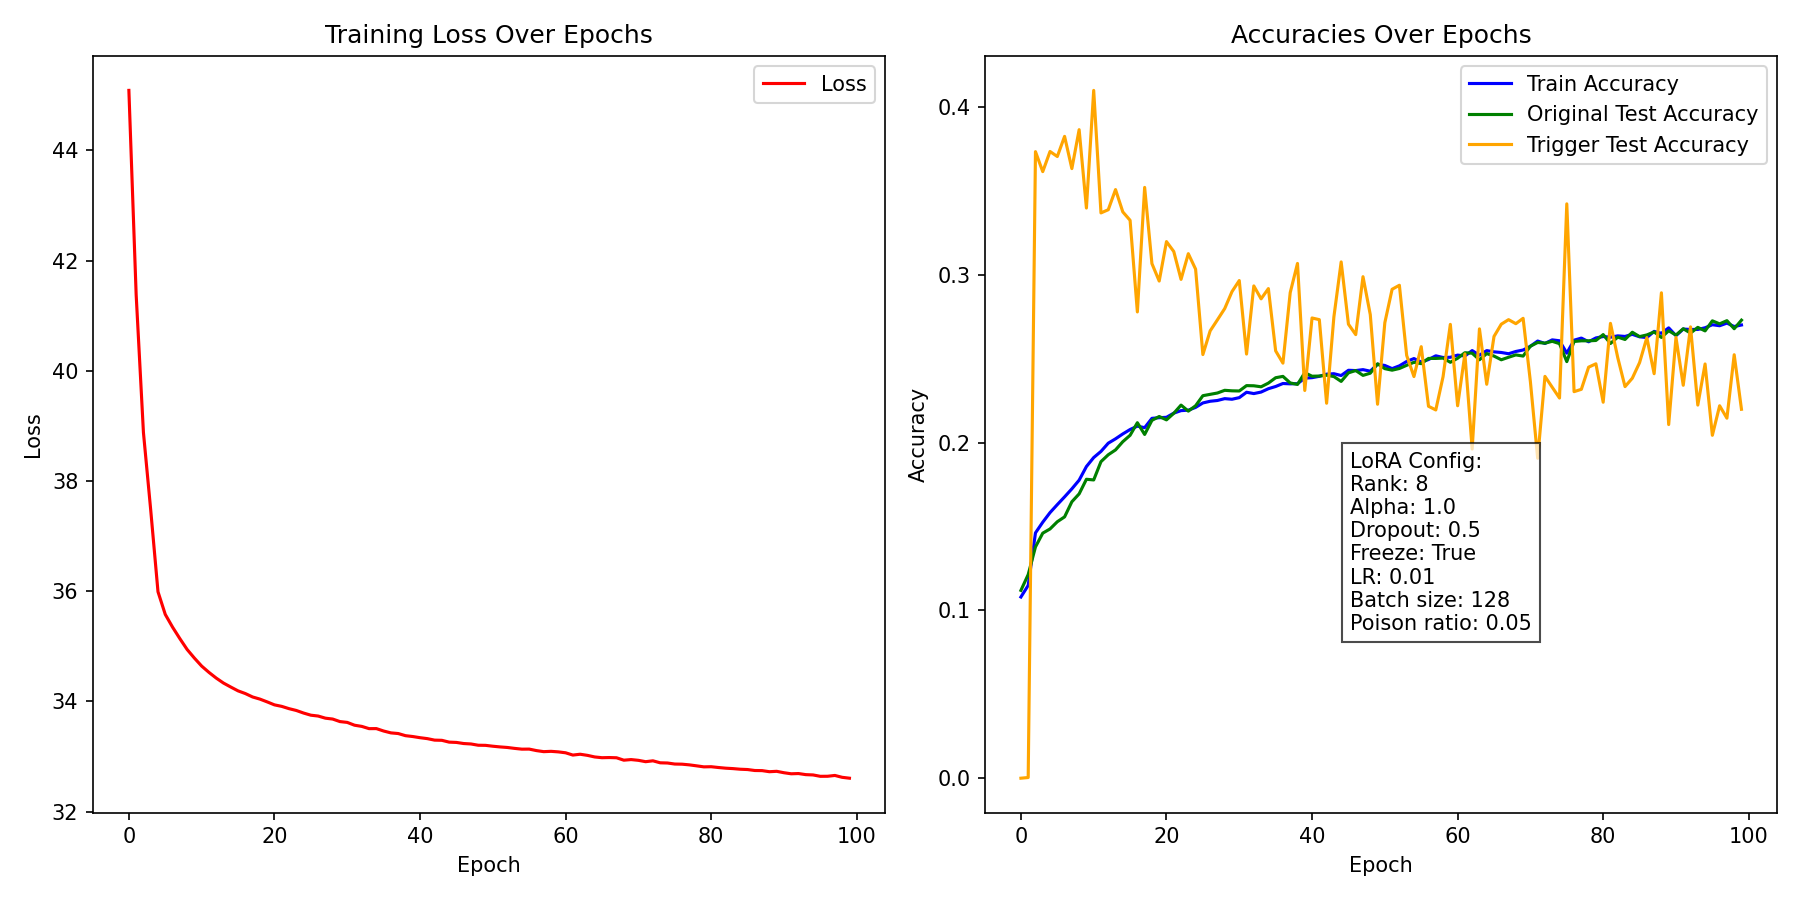 Training Loss Over Epochs
Loss
44
42
40
38
36
34
32
0 20 40 60 80 100
Loss
Epoch
Accuracies Over Epochs
Train Accuracy
Original Test Accuracy
Trigger Test Accuracy
0.4
0.3
0.2
0.1
0.0
0 20 40 60 80 100
Accuracy
Epoch
LoRA Config:
Rank: 8
Alpha: 1.0
Dropout: 0.5
Freeze: True
LR: 0.01
Batch size: 128
Poison ratio: 0.05